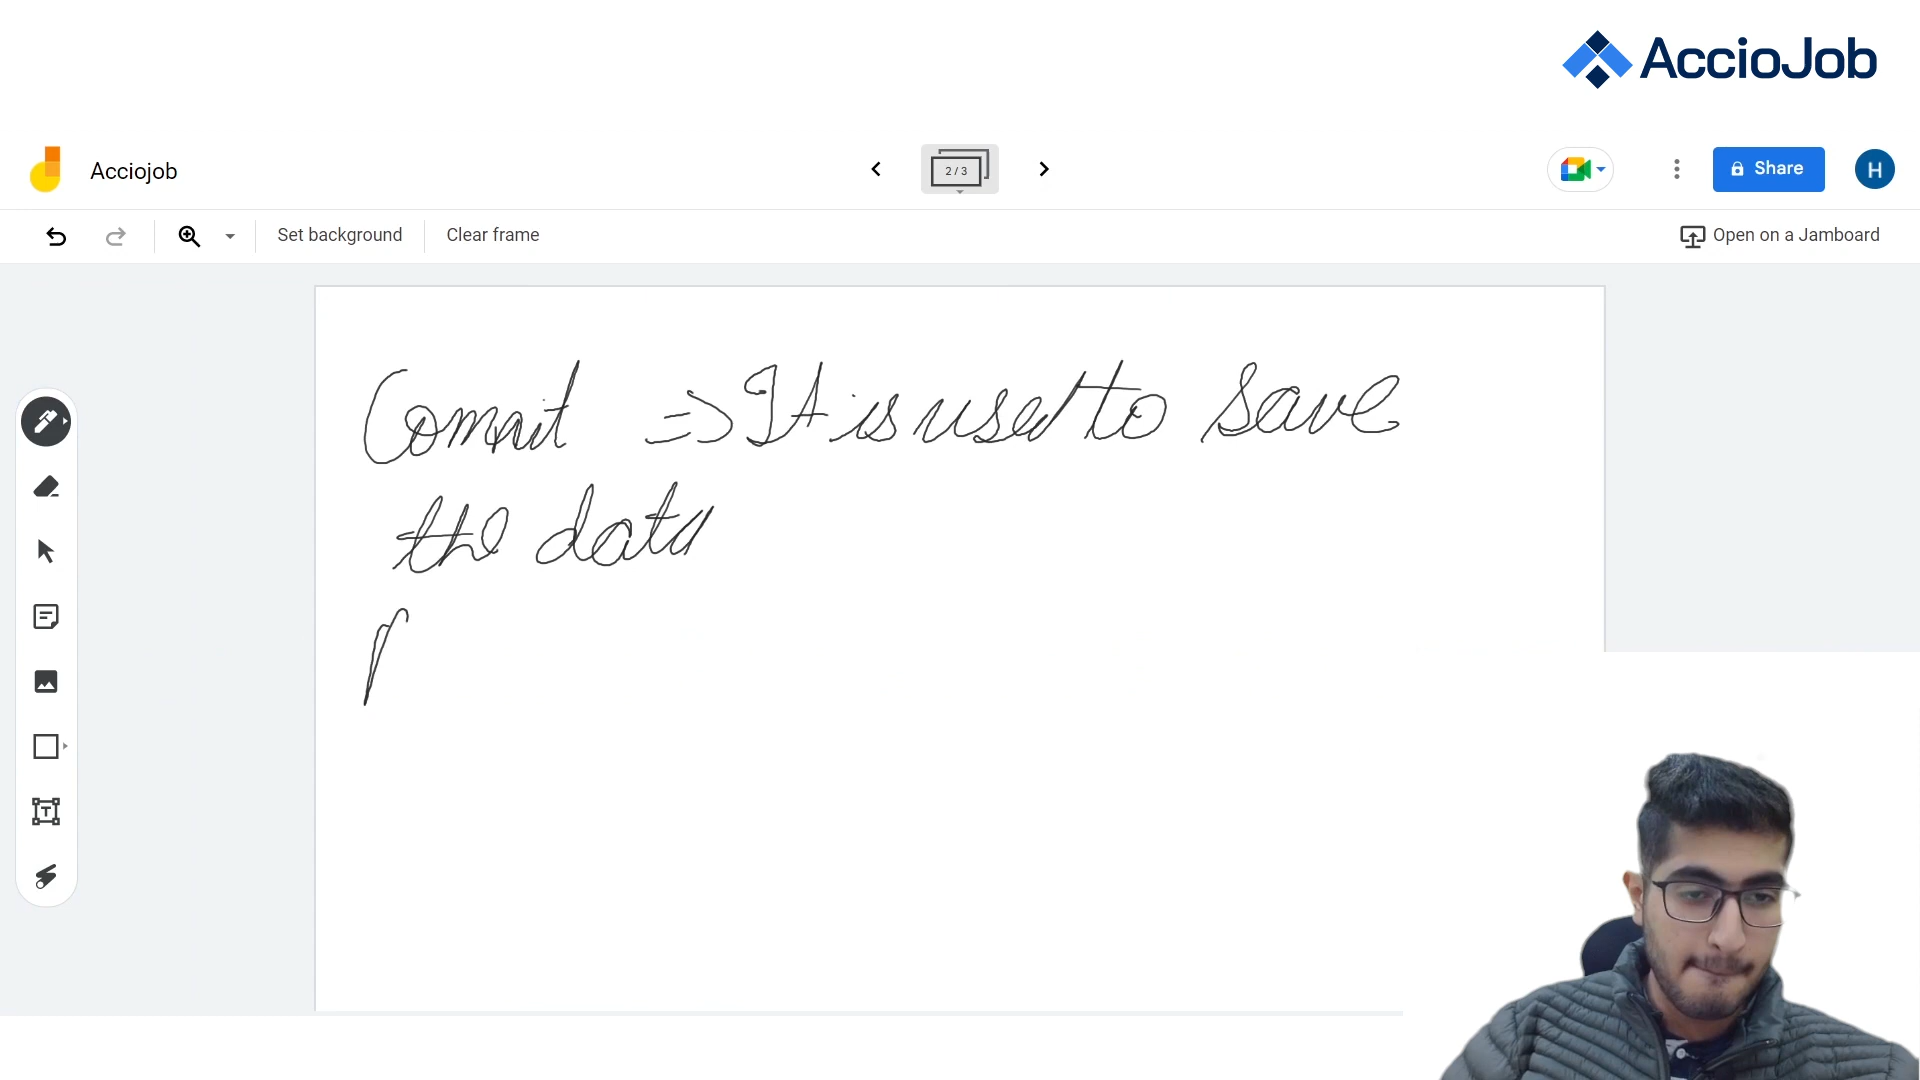 AccioJob
Acciojob
2 / 3
Share
H
Set background
Clear frame
Open on a Jamboard
Commit => It is used to save
the data